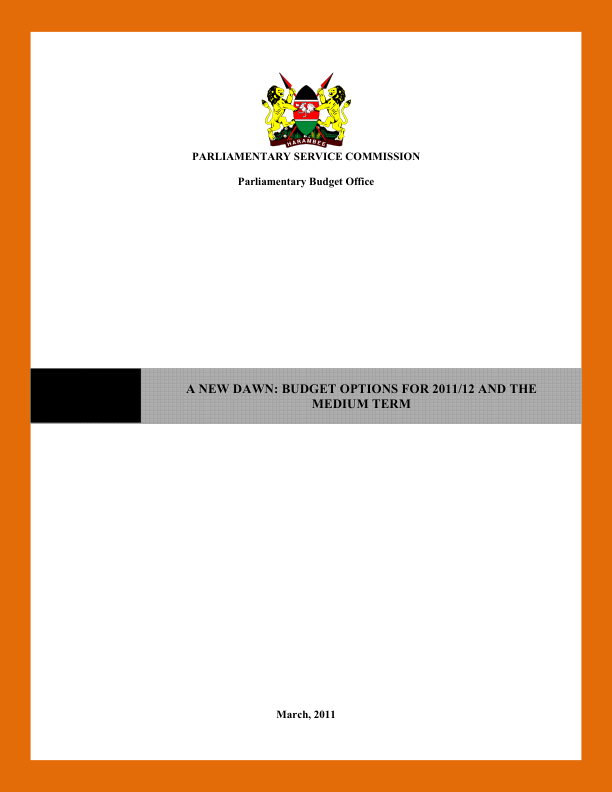 HARAMBEE
PARLIAMENTARY SERVICE COMMISSION
Parliamentary Budget Office
A NEW DAWN: BUDGET OPTIONS FOR 2011/12 AND THE
MEDIUM TERM
March, 2011